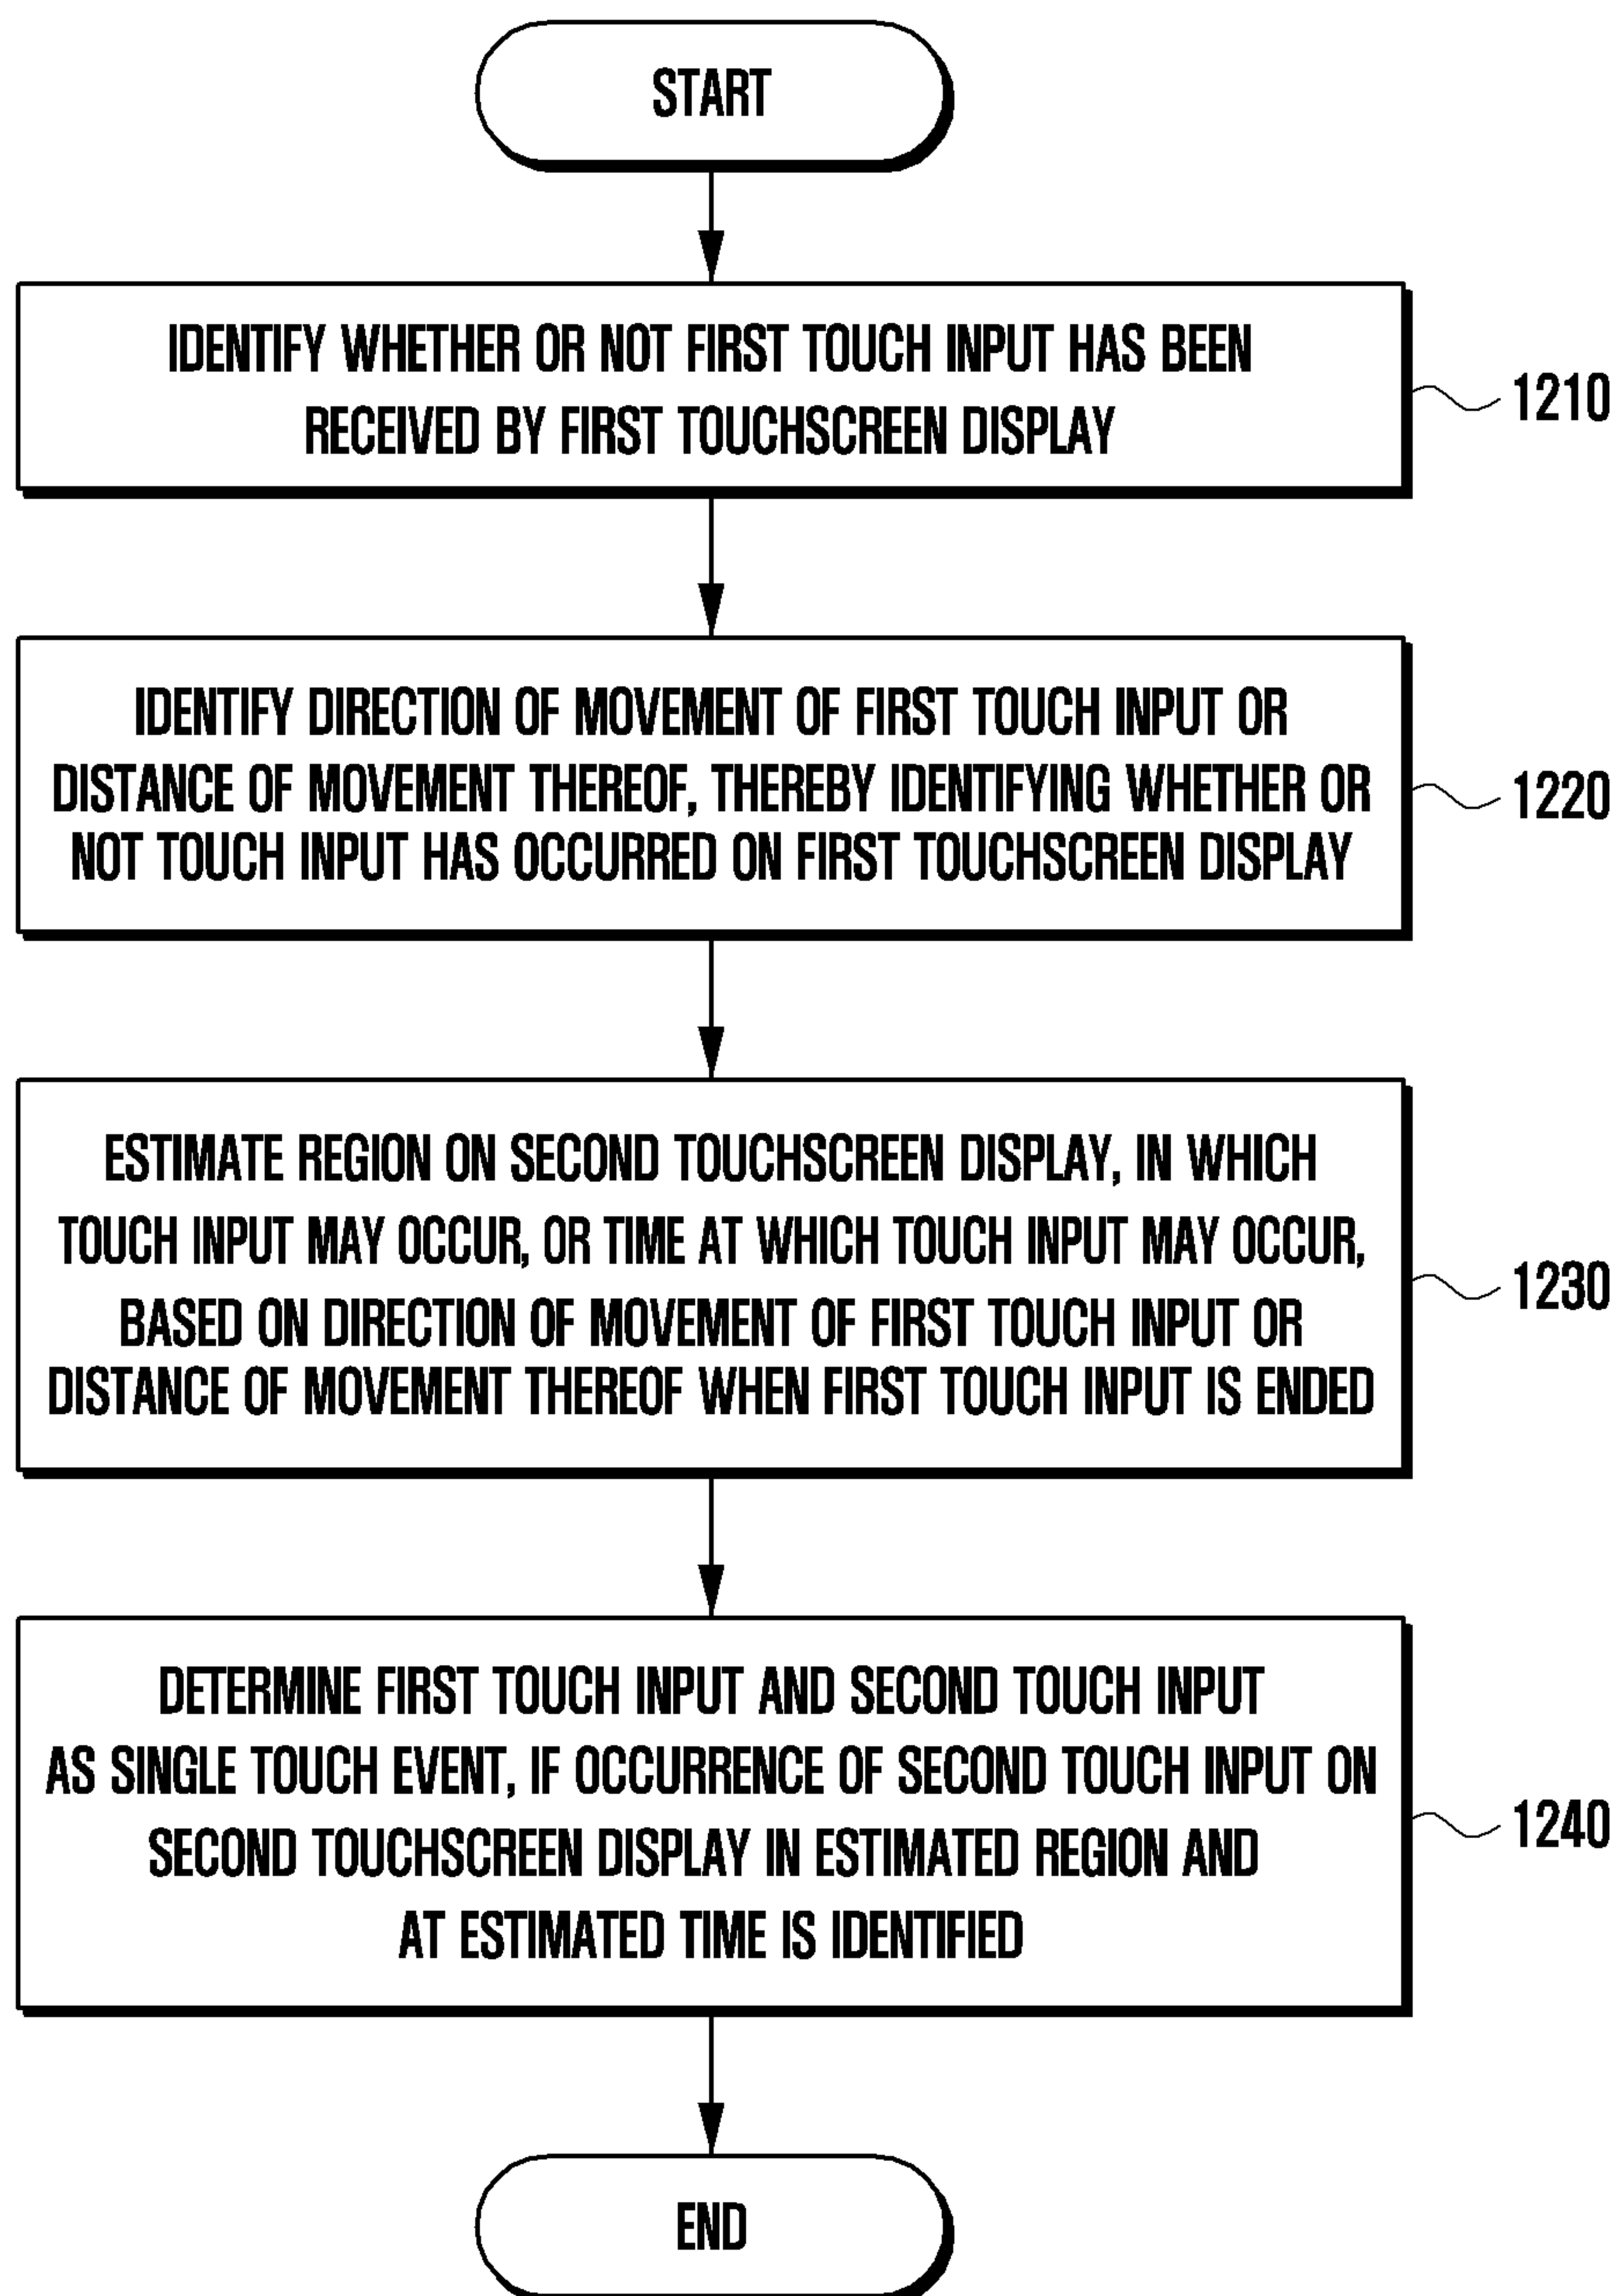 START
IDENTIFY WHETHER OR NOT FIRST TOUCH INPUT HAS BEEN
RECEIVED BY FIRST TOUCHSCREEN DISPLAY
1210
IDENTIFY DIRECTION OF MOVEMENT OF FIRST TOUCH INPUT OR
DISTANCE OF MOVEMENT THEREOF, THEREBY IDENTIFYING WHETHER OR
NOT TOUCH INPUT HAS OCCURRED ON FIRST TOUCHSCREEN DISPLAY
1220
ESTIMATE REGION ON SECOND TOUCHSCREEN DISPLAY, IN WHICH
TOUCH INPUT MAY OCCUR, OR TIME AT WHICH TOUCH INPUT MAY OCCUR,
BASED ON DIRECTION OF MOVEMENT OF FIRST TOUCH INPUT OR
DISTANCE OF MOVEMENT THEREOF WHEN FIRST TOUCH INPUT IS ENDED
1230
DETERMINE FIRST TOUCH INPUT AND SECOND TOUCH INPUT
AS SINGLE TOUCH EVENT, IF OCCURRENCE OF SECOND TOUCH INPUT ON
SECOND TOUCHSCREEN DISPLAY IN ESTIMATED REGION AND
AT ESTIMATED TIME IS IDENTIFIED
1240
END